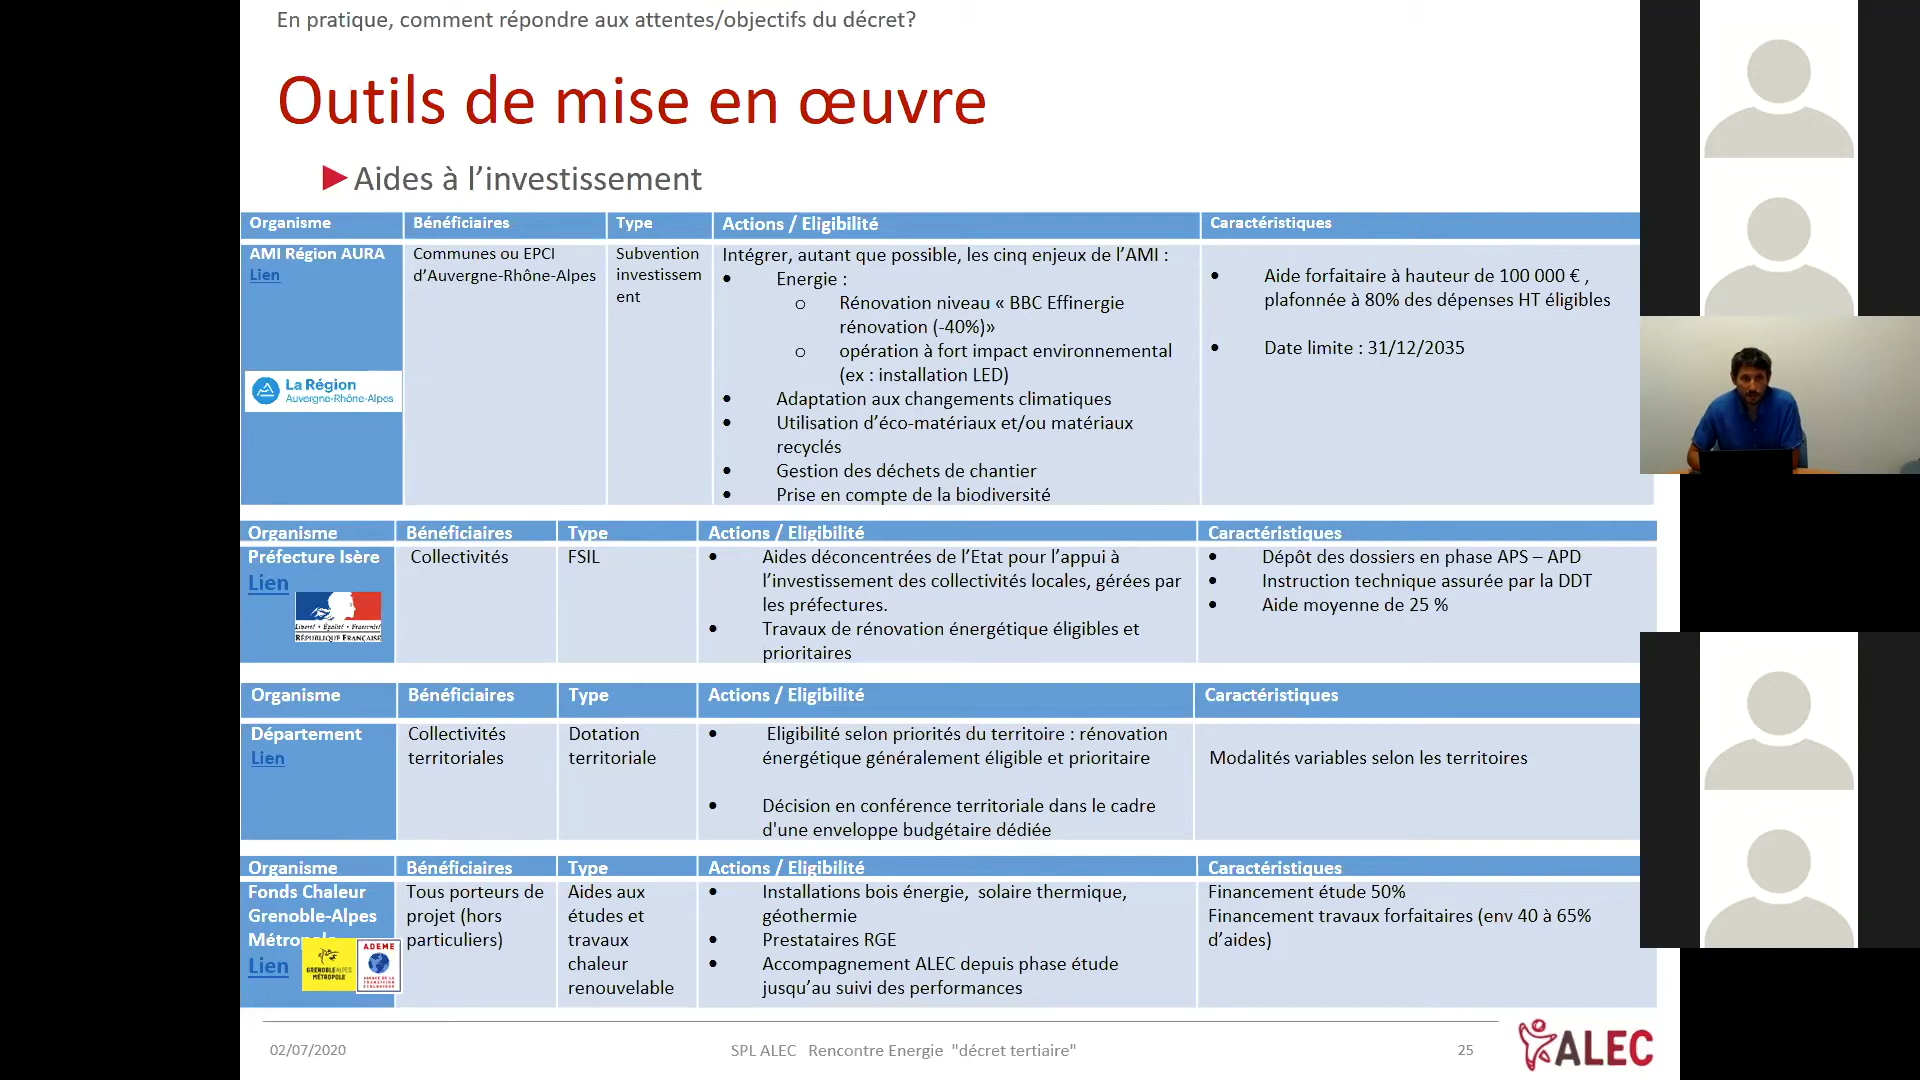 En pratique, comment répondre aux attentes/objectifs du décret?
Outils de mise en œuvre
Aides à l’investissement
Organisme Bénéficiaires Type Actions / Eligibilité Caractéristiques
AMI Région AURA
Lien
La Région
Auvergne-Rhône-Alpes
Communes ou EPCI
d’Auvergne-Rhône-Alpes
Subvention
investissem
ent
Intégrer, autant que possible, les cinq enjeux de l’AMI :
• Energie :
o Rénovation niveau « BBC Effinergie
rénovation (-40%)»
o opération à fort impact environnemental
(ex : installation LED)
• Adaptation aux changements climatiques
• Utilisation d’éco-matériaux et/ou matériaux
recyclés
• Gestion des déchets de chantier
• Prise en compte de la biodiversité
• Aide forfaitaire à hauteur de 100 000 € ,
plafonnée à 80% des dépenses HT éligibles
• Date limite : 31/12/2035
Organisme Bénéficiaires Type Actions / Eligibilité Caractéristiques
Préfecture Isère
Lien
Liberté • Égalité • Fraternité
RÉPUBLIQUE FRANÇAISE
Collectivités
FSIL
• Aides déconcentrées de l’Etat pour l’appui à
l’investissement des collectivités locales, gérées par
les préfectures.
• Travaux de rénovation énergétique éligibles et
prioritaires
• Dépôt des dossiers en phase APS – APD
• Instruction technique assurée par la DDT
• Aide moyenne de 25 %
Organisme Bénéficiaires Type Actions / Eligibilité Caractéristiques
Département
Lien
Collectivités
territoriales
Dotation
territoriale
• Eligibilité selon priorités du territoire : rénovation
énergétique généralement éligible et prioritaire
• Décision en conférence territoriale dans le cadre
d'une enveloppe budgétaire dédiée
Modalités variables selon les territoires
Organisme Bénéficiaires Type Actions / Eligibilité Caractéristiques
Fonds Chaleur
Grenoble-Alpes
Métropole
Lien
GRENOBLEALPES
MÉTROPOLE
ADEME
Tous porteurs de
projet (hors
particuliers)
Aides aux
études et
travaux
chaleur
renouvelable
• Installations bois énergie, solaire thermique,
géothermie
• Prestataires RGE
• Accompagnement ALEC depuis phase étude
jusqu’au suivi des performances
Financement étude 50%
Financement travaux forfaitaires (env 40 à 65%
d’aides)
02/07/2020 SPL ALEC Rencontre Energie "décret tertiaire" 25
ALEC